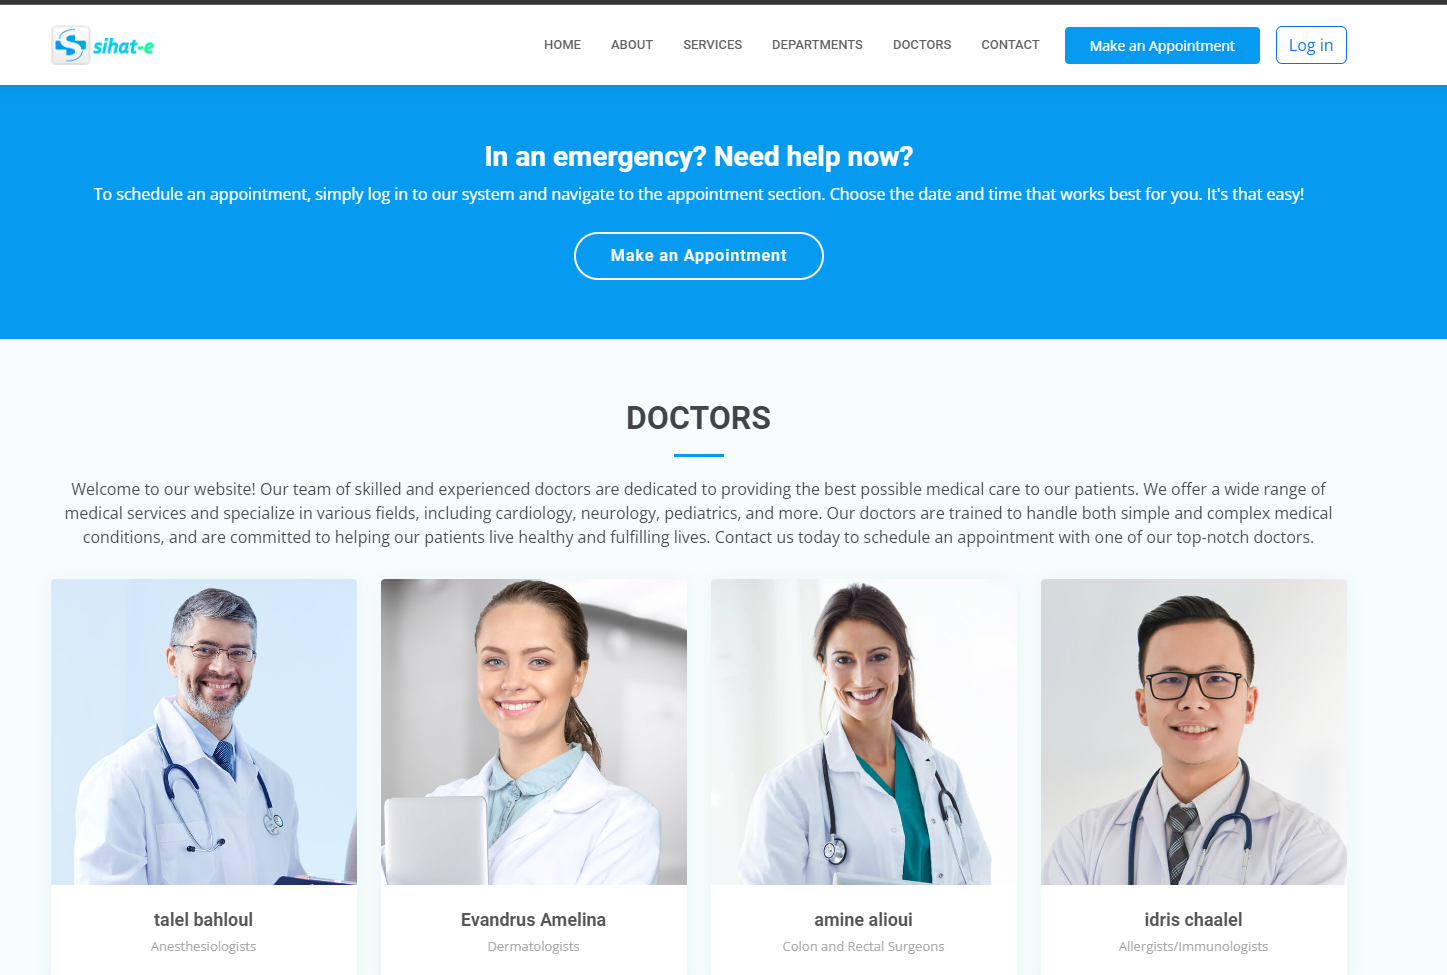 sihat-e
HOME ABOUT SERVICES DEPARTMENTS DOCTORS CONTACT Make an Appointment Log in
In an emergency? Need help now?
To schedule an appointment, simply log in to our system and navigate to the appointment section. Choose the date and time that works best for you. It's that easy!
Make an Appointment
DOCTORS
Welcome to our website! Our team of skilled and experienced doctors are dedicated to providing the best possible medical care to our patients. We offer a wide range of
medical services and specialize in various fields, including cardiology, neurology, pediatrics, and more. Our doctors are trained to handle both simple and complex medical
conditions, and are committed to helping our patients live healthy and fulfilling lives. Contact us today to schedule an appointment with one of our top-notch doctors.
talel bahloul
Anesthesiologists
Evandrus Amelina
Dermatologists
amine alioui
Colon and Rectal Surgeons
idris chaalel
Allergists/Immunologists